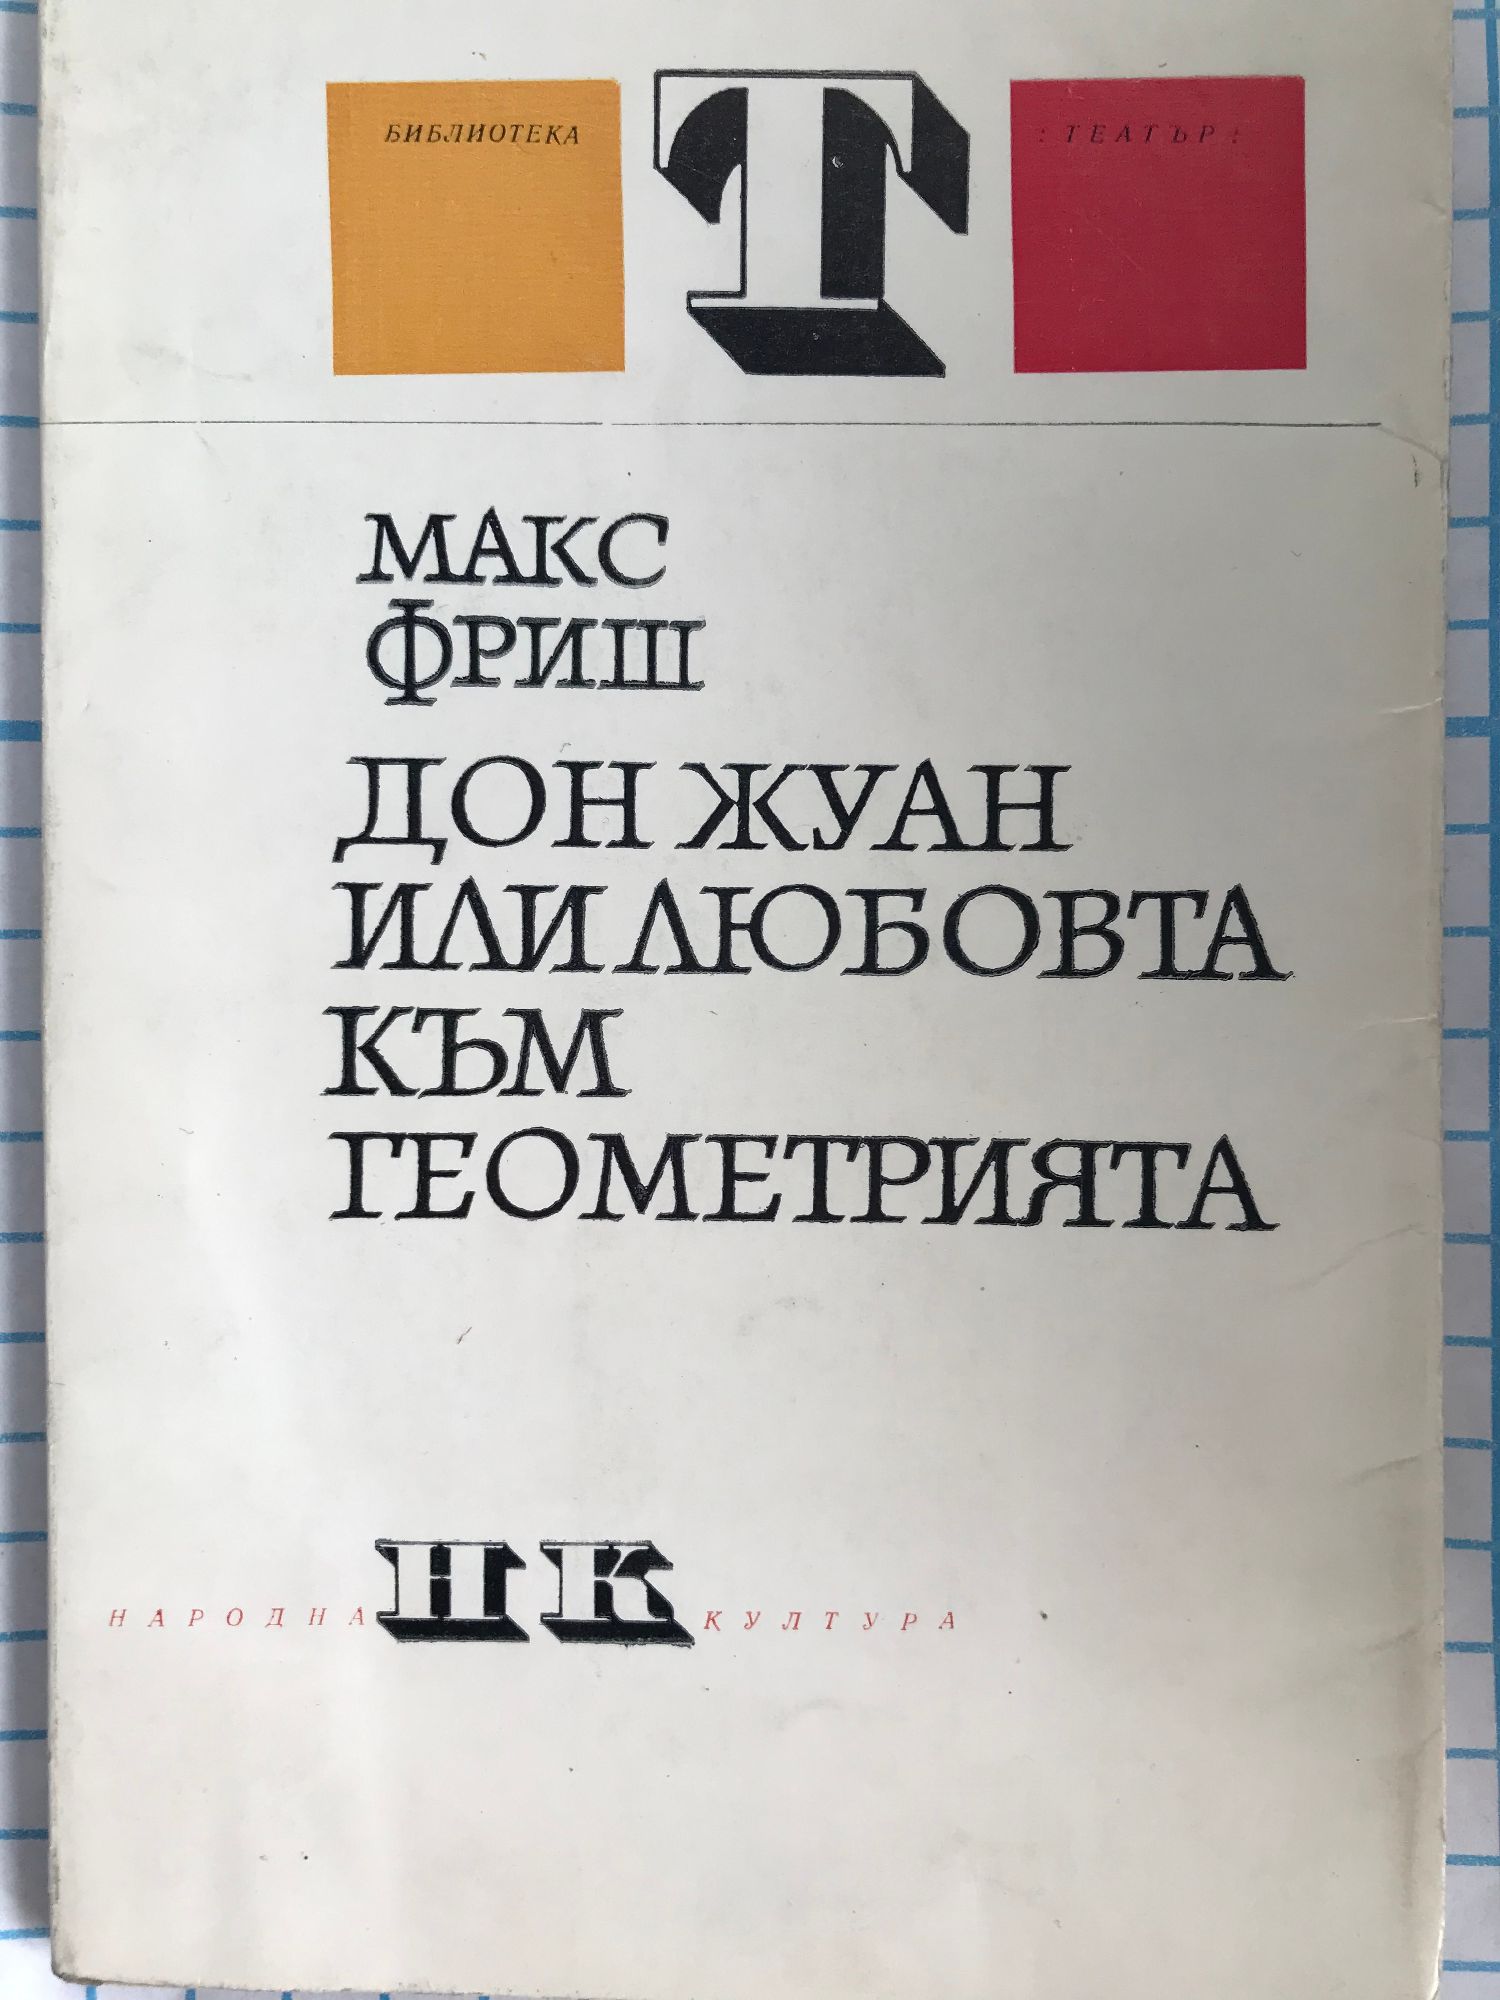 БИБЛИОТЕКА Т : ТЕАТЪР :
МАКС
ФРИШ
ДОН ЖУАН
ИЛИ ЛЮБОВТА
КЪМ
ГЕОМЕТРИЯТА
НАРОДНА НК КУЛТУРА